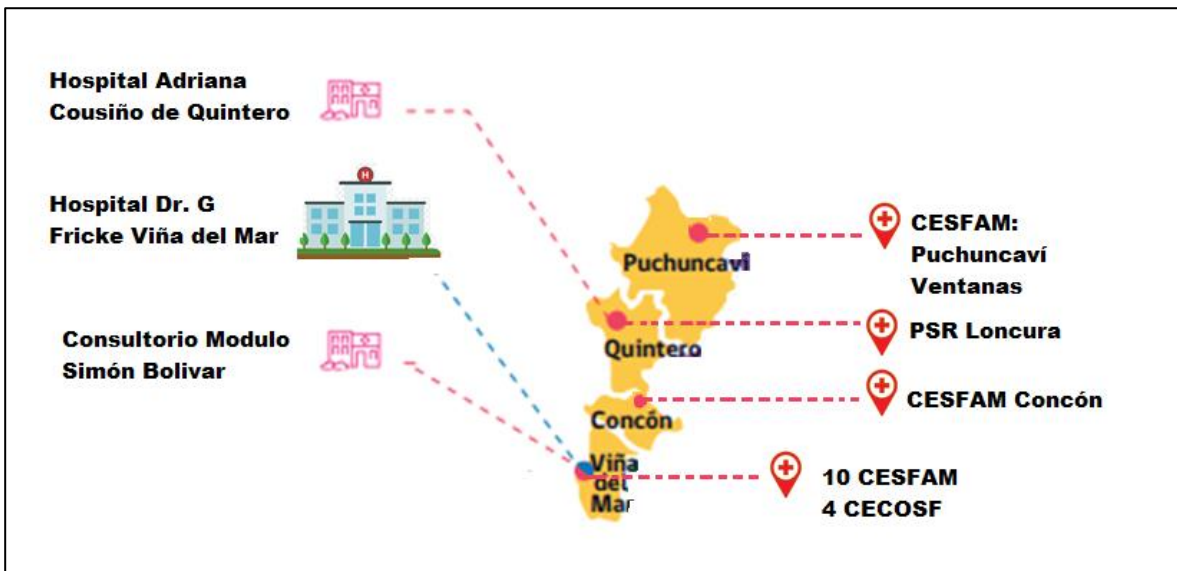 Hospital Adriana
Cousiño de Quintero
H
Hospital Dr. G
Fricke Viña del Mar
Consultorio Modulo
Simón Bolivar
Puchuncaví
Quintero
Concón
Viña
del
Mar
CESFAM:
Puchuncaví
Ventanas
PSR Loncura
CESFAM Concón
10 CESFAM
4 CECOSF